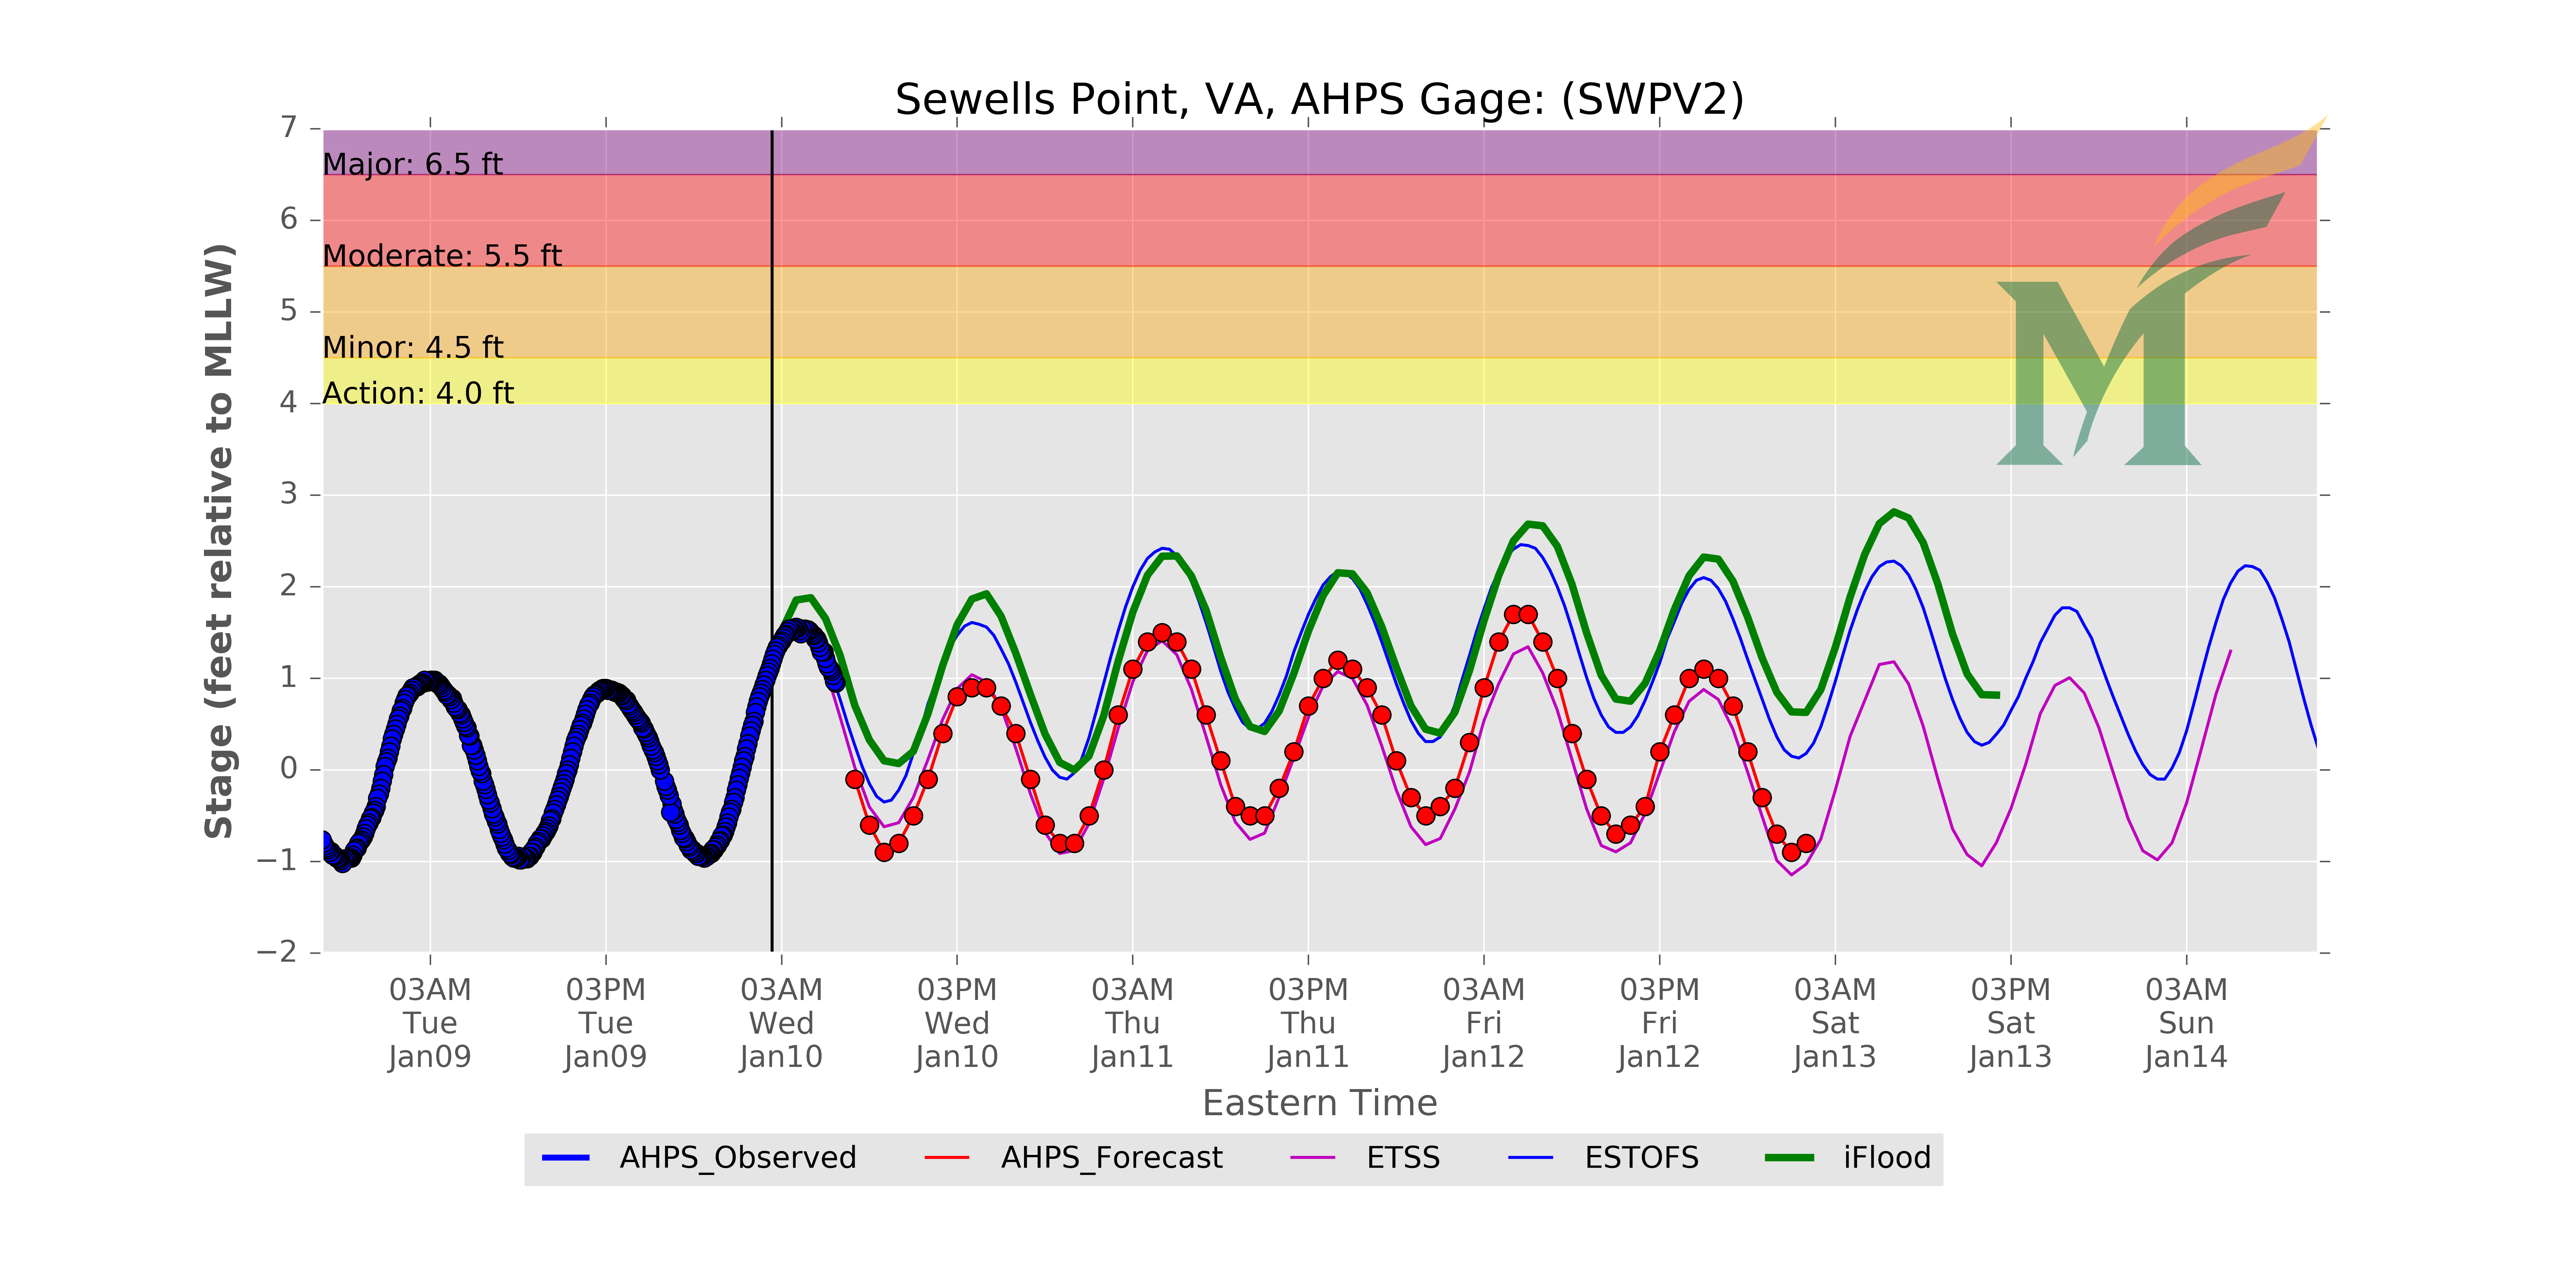 Sewells Point, VA, AHPS Gage: (SWPV2)
Stage (feet relative to MLLW)
7
6
5
4
3
2
1
0
−1
−2
Major: 6.5 ft
Moderate: 5.5 ft
Minor: 4.5 ft
Action: 4.0 ft
M
03AM 03PM 03AM 03PM 03AM 03PM 03AM 03PM 03AM 03PM 03AM
Tue Tue Wed Wed Thu Thu Fri Fri Sat Sat Sun
Jan09 Jan09 Jan10 Jan10 Jan11 Jan11 Jan12 Jan12 Jan13 Jan13 Jan14
Eastern Time
AHPS_Observed AHPS_Forecast ETSS ESTOFS iFlood